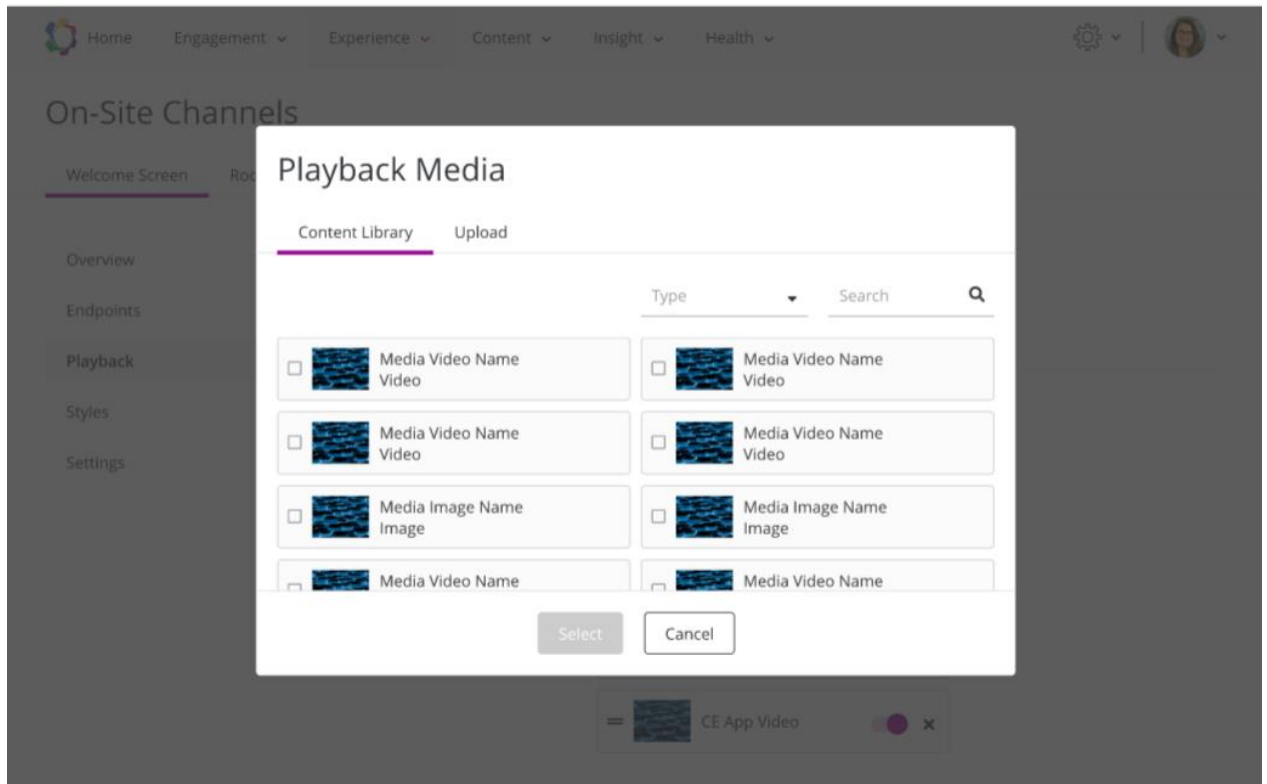 Home Engagement Experience Content Insight Health
On-Site Channels
Welcome Screen Roo
Playback Media
Content Library Upload
Overview
Endpoints
Playback
Styles
Settings
Type Search
Media Video Name Media Video Name
Video Video
Media Video Name Media Video Name
Video Video
Media Image Name Media Image Name
Image Image
Media Video Name Media Video Name
Select Cancel
CE App Video